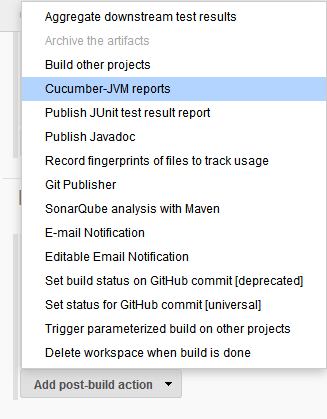 Aggregate downstream test results
Archive the artifacts
Build other projects
Cucumber-JVM reports
Publish JUnit test result report
Publish Javadoc
Record fingerprints of files to track usage
Git Publisher
SonarQube analysis with Maven
E-mail Notification
Editable Email Notification
Set build status on GitHub commit [deprecated]
Set status for GitHub commit [universal]
Trigger parameterized build on other projects
Delete workspace when build is done
Add post-build action